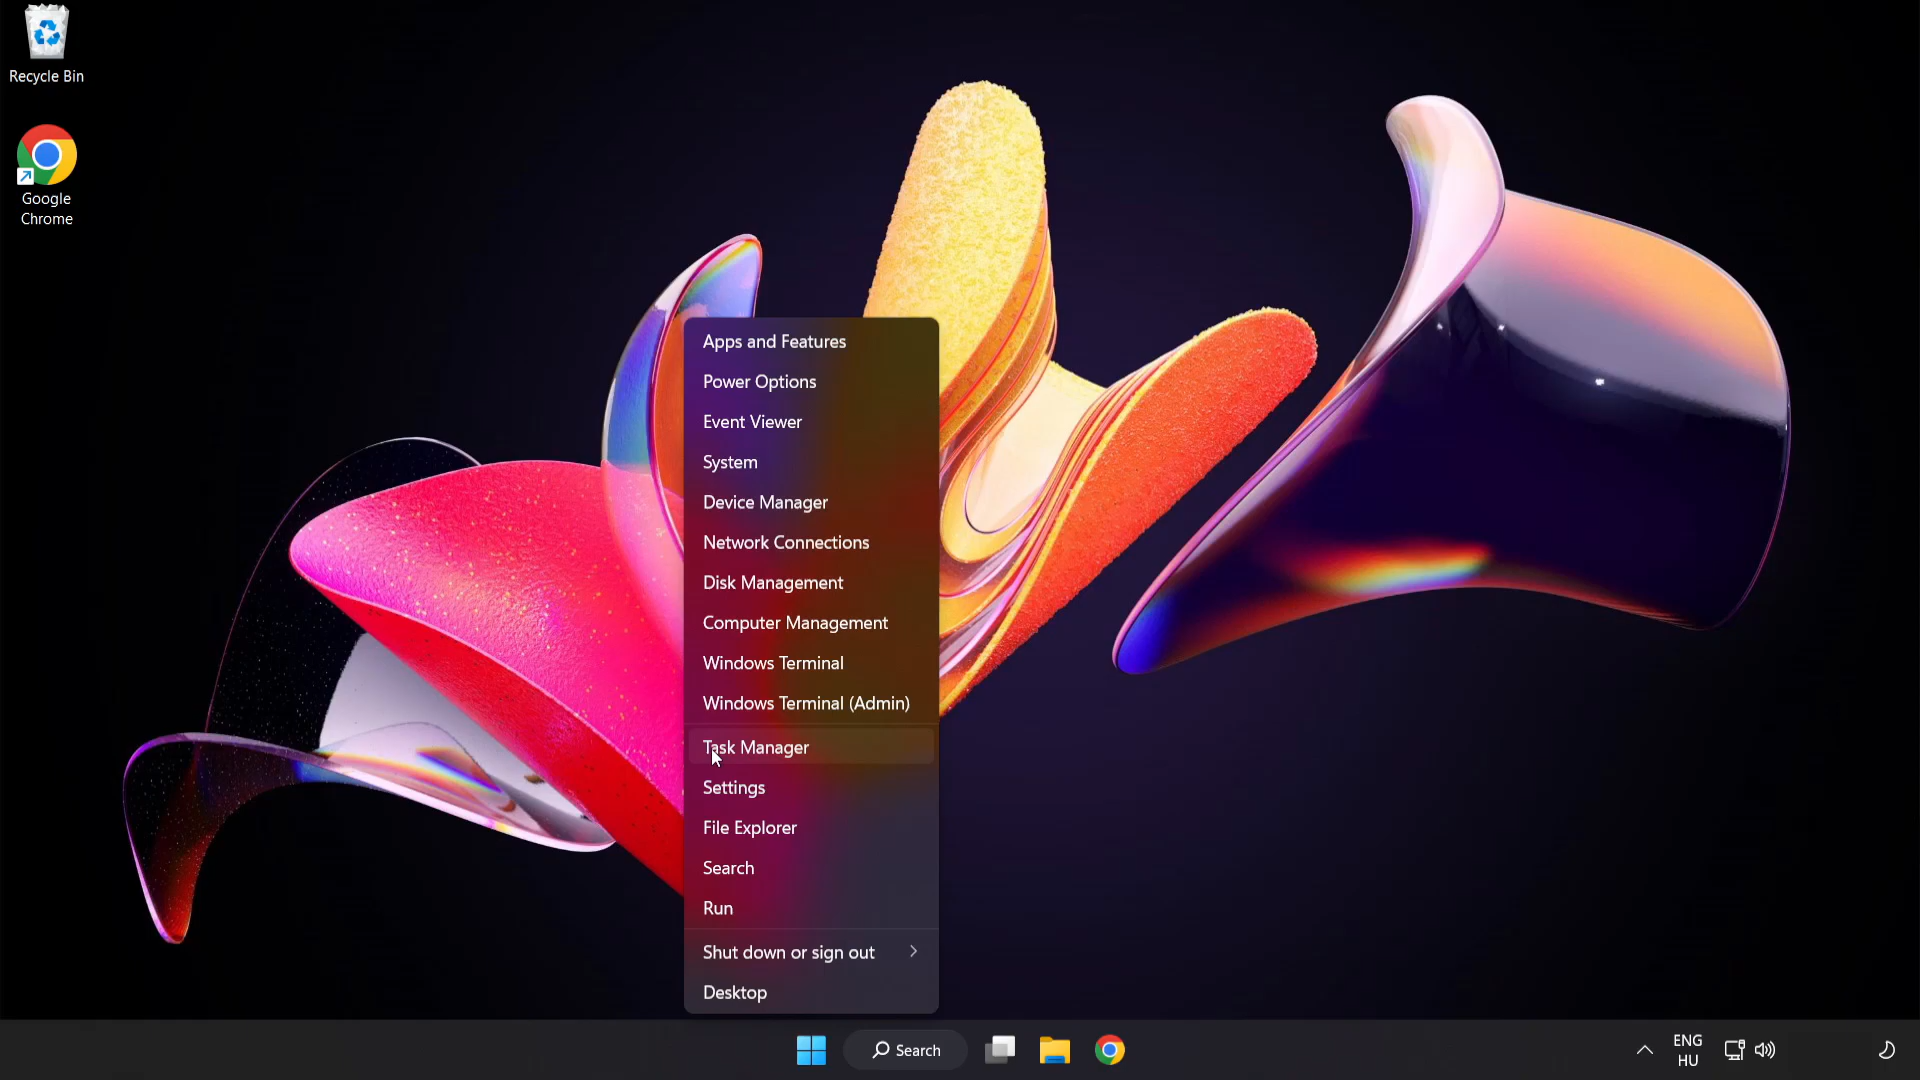 Recycle Bin
Google
Chrome
Apps and Features
Power Options
Event Viewer
System
Device Manager
Network Connections
Disk Management
Computer Management
Windows Terminal
Windows Terminal (Admin)
Task Manager
Settings
File Explorer
Search
Run
Shut down or sign out
Desktop
Search
ENG
HU